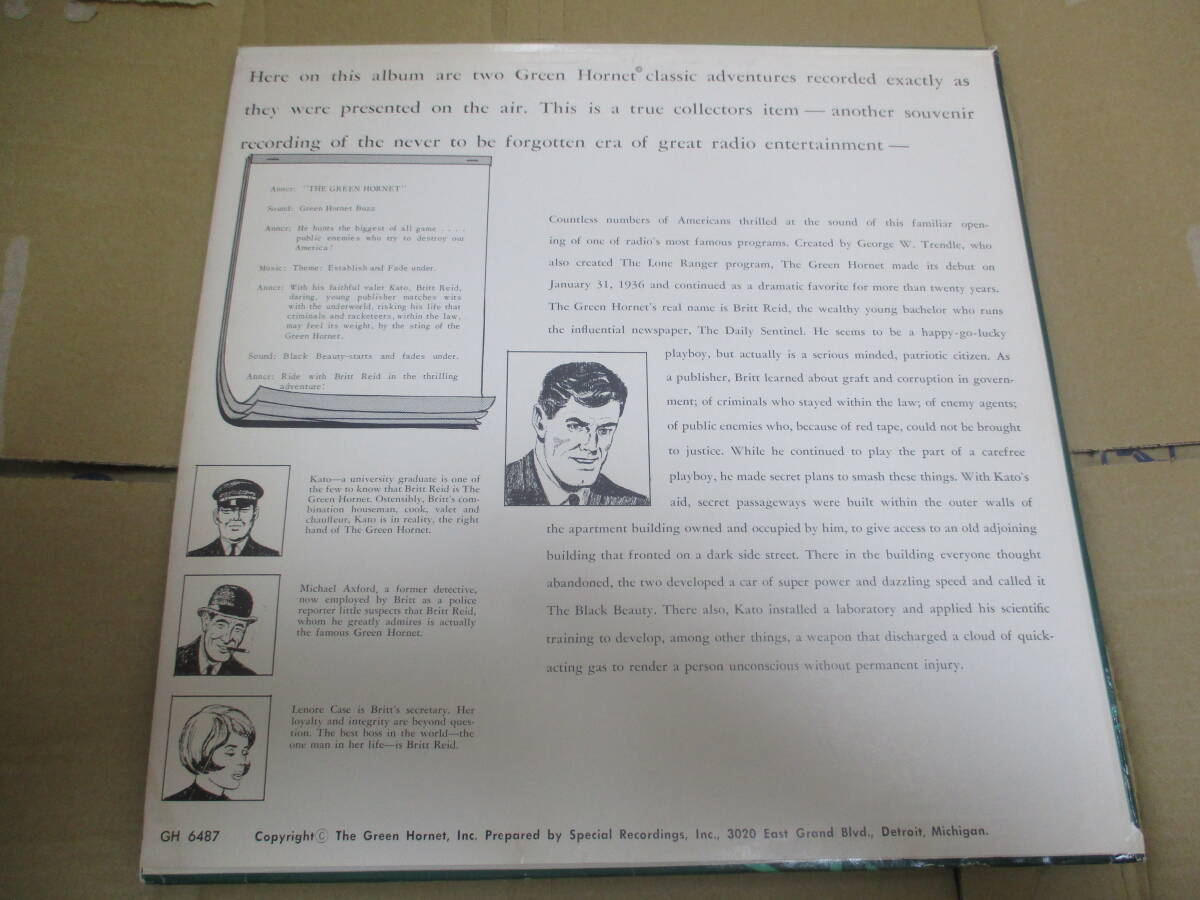 Here on this album are two Green Hornet® classic adventures recorded exactly as
they were presented on the air. This is a true collectors item — another souvenir
recording of the never to be forgotten era of great radio entertainment —
Anncr: "THE GREEN HORNET"
Sound: Green Hornet Buzz
Anncr: He hunts the biggest of all game . . . .
public enemies who try to destroy our
America!
Music: Theme: Establish and Fade under.
Anncr: With his faithful valet Kato, Britt Reid,
daring, young publisher matches wits
with the underworld, risking his life that
criminals and racketeers, within the law,
may feel its weight, by the sting of the
Green Hornet.
Sound: Black Beauty-starts and fades under.
Anncr: Ride with Britt Reid in the thrilling
adventure!
Kato—a university graduate is one of
the few to know that Britt Reid is The
Green Hornet. Ostensibly, Britt's com-
bination houseman, cook, valet and
chauffeur, Kato is in reality, the right
hand of The Green Hornet.
Michael Axford, a former detective,
now employed by Britt as a police
reporter little suspects that Britt Reid,
whom he greatly admires is actually
the famous Green Hornet.
Lenore Case is Britt's secretary. Her
loyalty and integrity are beyond ques-
tion. The best boss in the world—the
one man in her life—is Britt Reid.
Countless numbers of Americans thrilled at the sound of this familiar open-
ing of one of radio's most famous programs. Created by George W. Trendle, who
also created The Lone Ranger program, The Green Hornet made its debut on
January 31, 1936 and continued as a dramatic favorite for more than twenty years.
The Green Hornet's real name is Britt Reid, the wealthy young bachelor who runs
the influential newspaper, The Daily Sentinel. He seems to be a happy-go-lucky
playboy, but actually is a serious minded, patriotic citizen. As
a publisher, Britt learned about graft and corruption in govern-
ment; of criminals who stayed within the law; of enemy agents;
of public enemies who, because of red tape, could not be brought
to justice. While he continued to play the part of a carefree
playboy, he made secret plans to smash these things. With Kato's
aid, secret passageways were built within the outer walls of
the apartment building owned and occupied by him, to give access to an old adjoining
building that fronted on a dark side street. There in the building everyone thought
abandoned, the two developed a car of super power and dazzling speed and called it
The Black Beauty. There also, Kato installed a laboratory and applied his scientific
training to develop, among other things, a weapon that discharged a cloud of quick-
acting gas to render a person unconscious without permanent injury.
GH 6487 Copyright © The Green Hornet, Inc. Prepared by Special Recordings, Inc., 3020 East Grand Blvd., Detroit, Michigan.